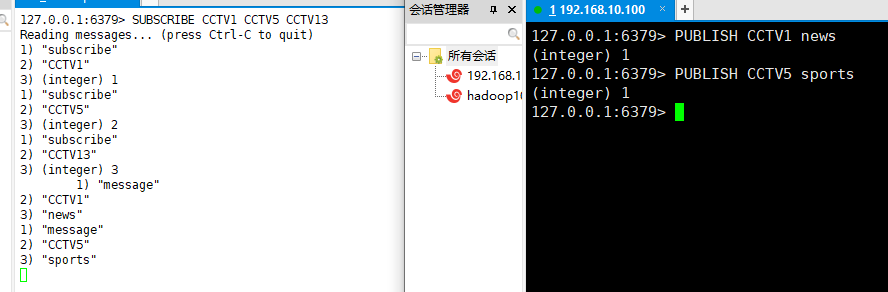 127.0.0.1:6379> SUBSCRIBE CCTV1 CCTV5 CCTV13
Reading messages... (press Ctrl-C to quit)
1) "subscribe"
2) "CCTV1"
3) (integer) 1
1) "subscribe"
2) "CCTV5"
3) (integer) 2
1) "subscribe"
2) "CCTV13"
3) (integer) 3
1) "message"
2) "CCTV1"
3) "news"
1) "message"
2) "CCTV5"
3) "sports"
会话管理器
所有会话
192.168.1
hadoop10
1 192.168.10.100
127.0.0.1:6379> PUBLISH CCTV1 news
(integer) 1
127.0.0.1:6379> PUBLISH CCTV5 sports
(integer) 1
127.0.0.1:6379>